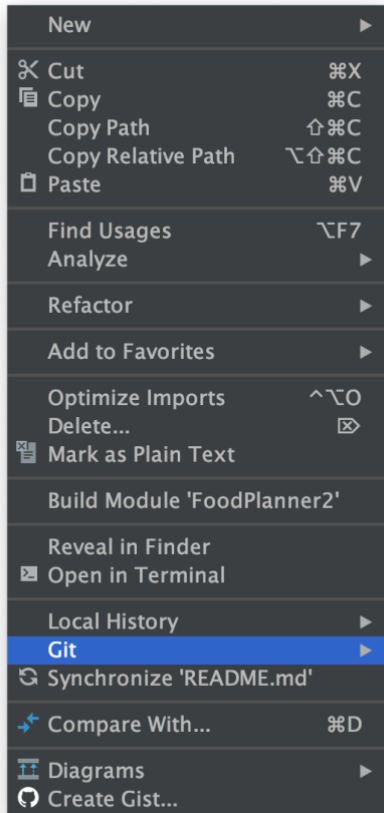 New
Cut ⌘X
Copy ⌘C
Copy Path ⇧⌘C
Copy Relative Path ⌥⇧⌘C
Paste ⌘V
Find Usages ⌥F7
Analyze
Refactor
Add to Favorites
Optimize Imports ^⌥O
Delete... ⌦
Mark as Plain Text
Build Module 'FoodPlanner2'
Reveal in Finder
Open in Terminal
Local History
Git
Synchronize 'README.md'
Compare With... ⌘D
Diagrams
Create Gist...